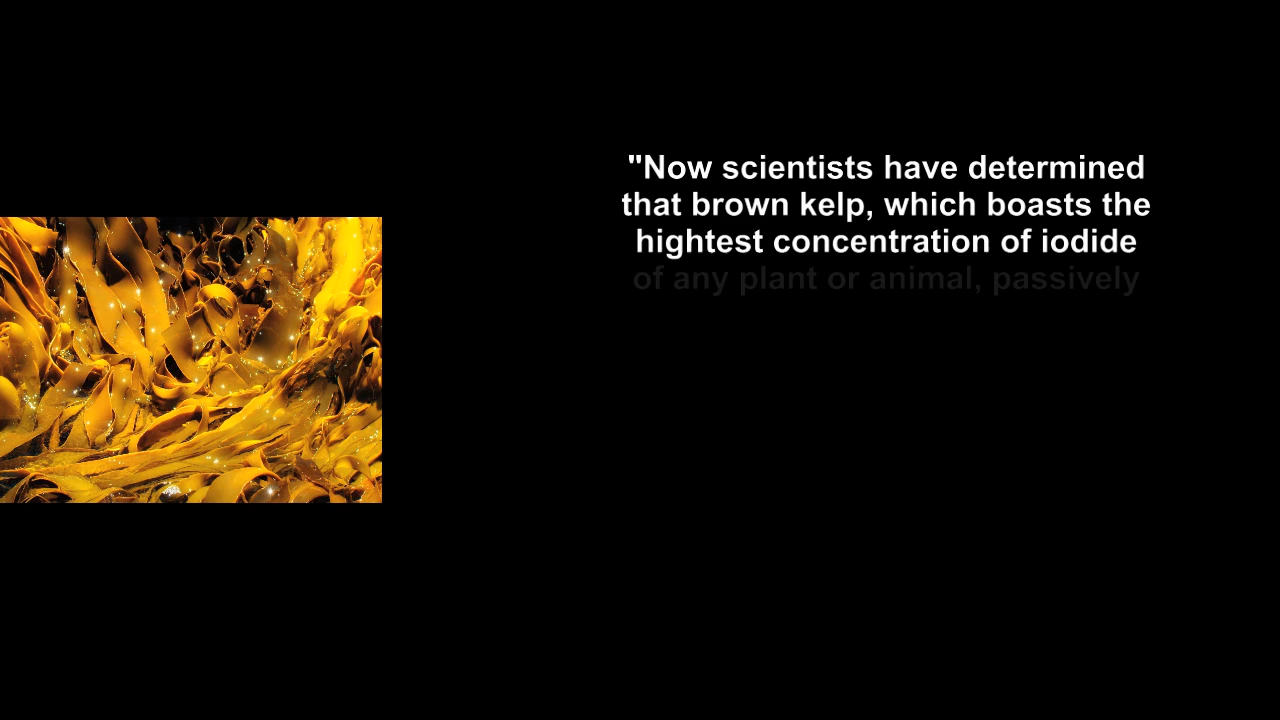 "Now scientists have determined
that brown kelp, which boasts the
hightest concentration of iodide
of any plant or animal, passively